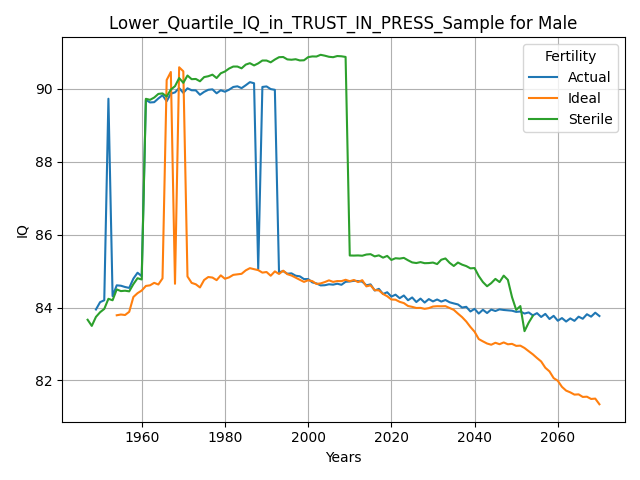 Lower_Quartile_IQ_in_TRUST_IN_PRESS_Sample for Male
Fertility
Actual
Ideal
Sterile
IQ
90
88
86
84
82
1960
1980
2000
2020
2040
2060
Years